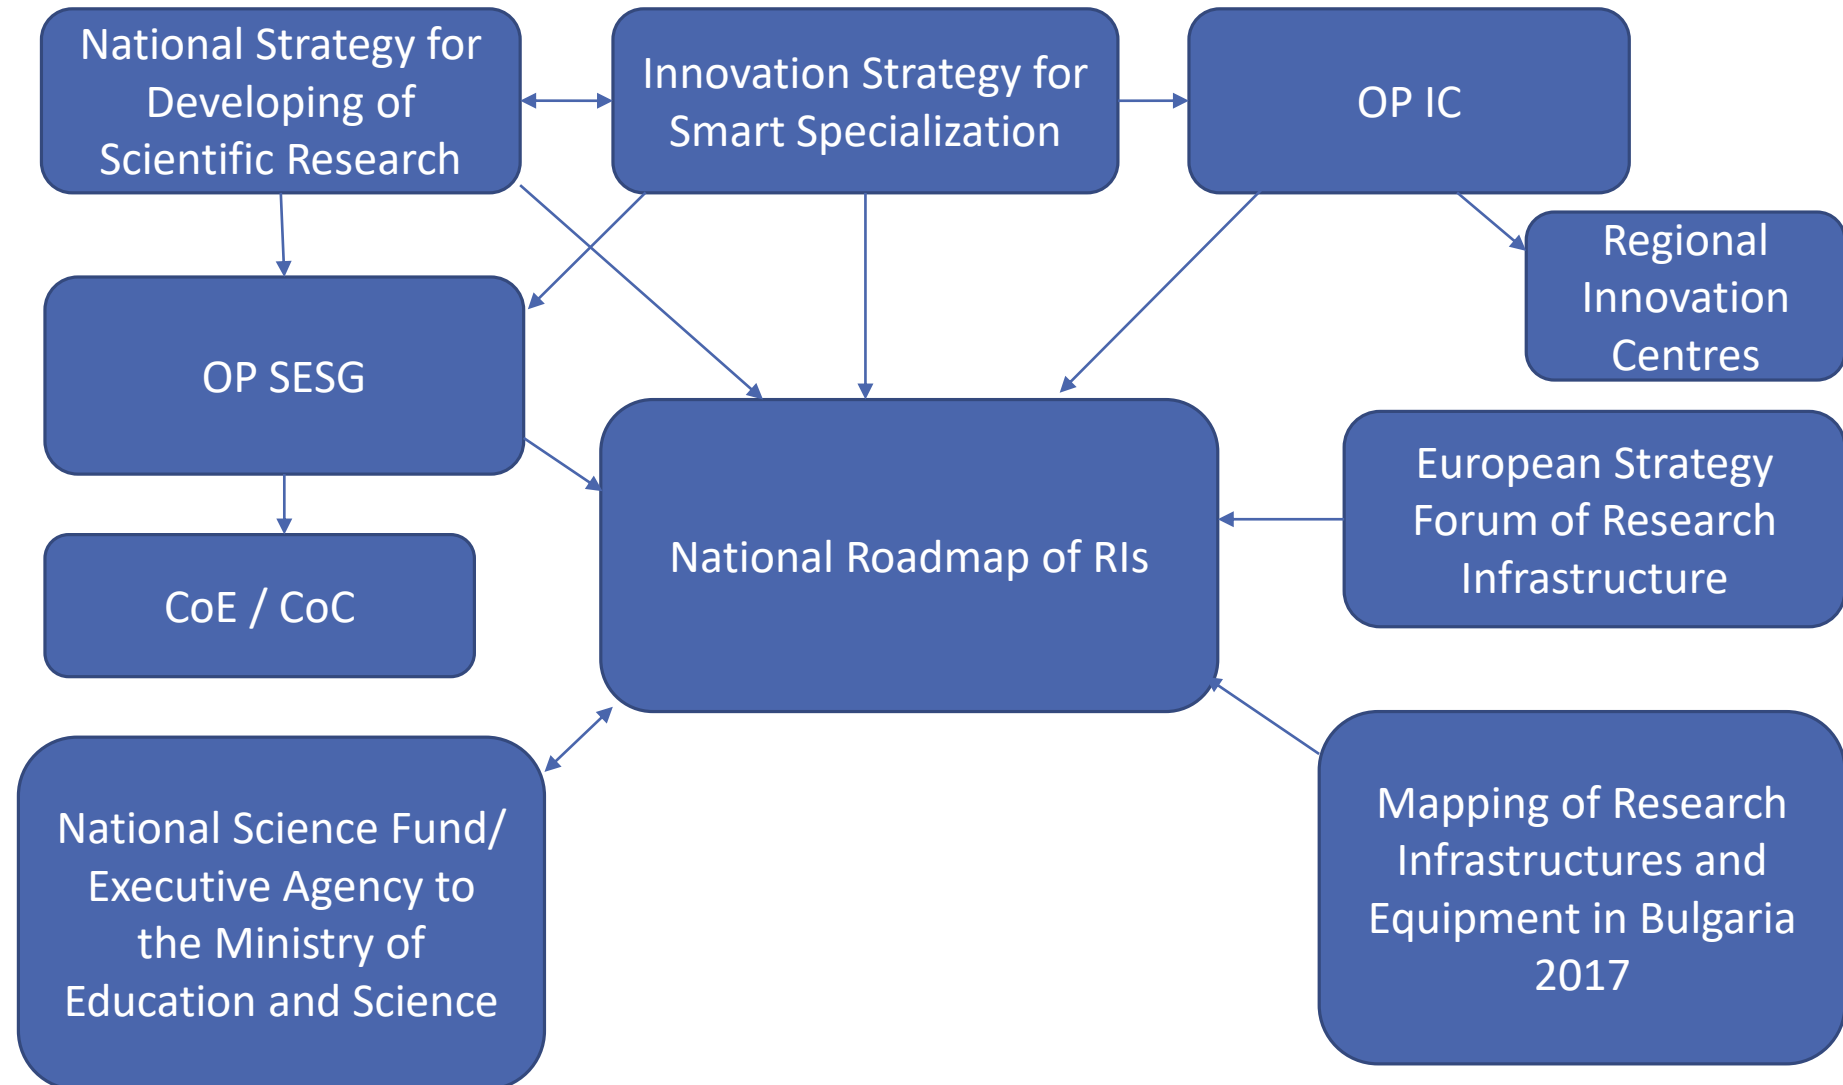 National Strategy for
Developing of
Scientific Research
Innovation Strategy for
Smart Specialization
OP IC
Regional
Innovation
Centres
OP SESG
European Strategy
Forum of Research
Infrastructure
National Roadmap of RIs
CoE / CoC
National Science Fund/
Executive Agency to
the Ministry of
Education and Science
Mapping of Research
Infrastructures and
Equipment in Bulgaria
2017